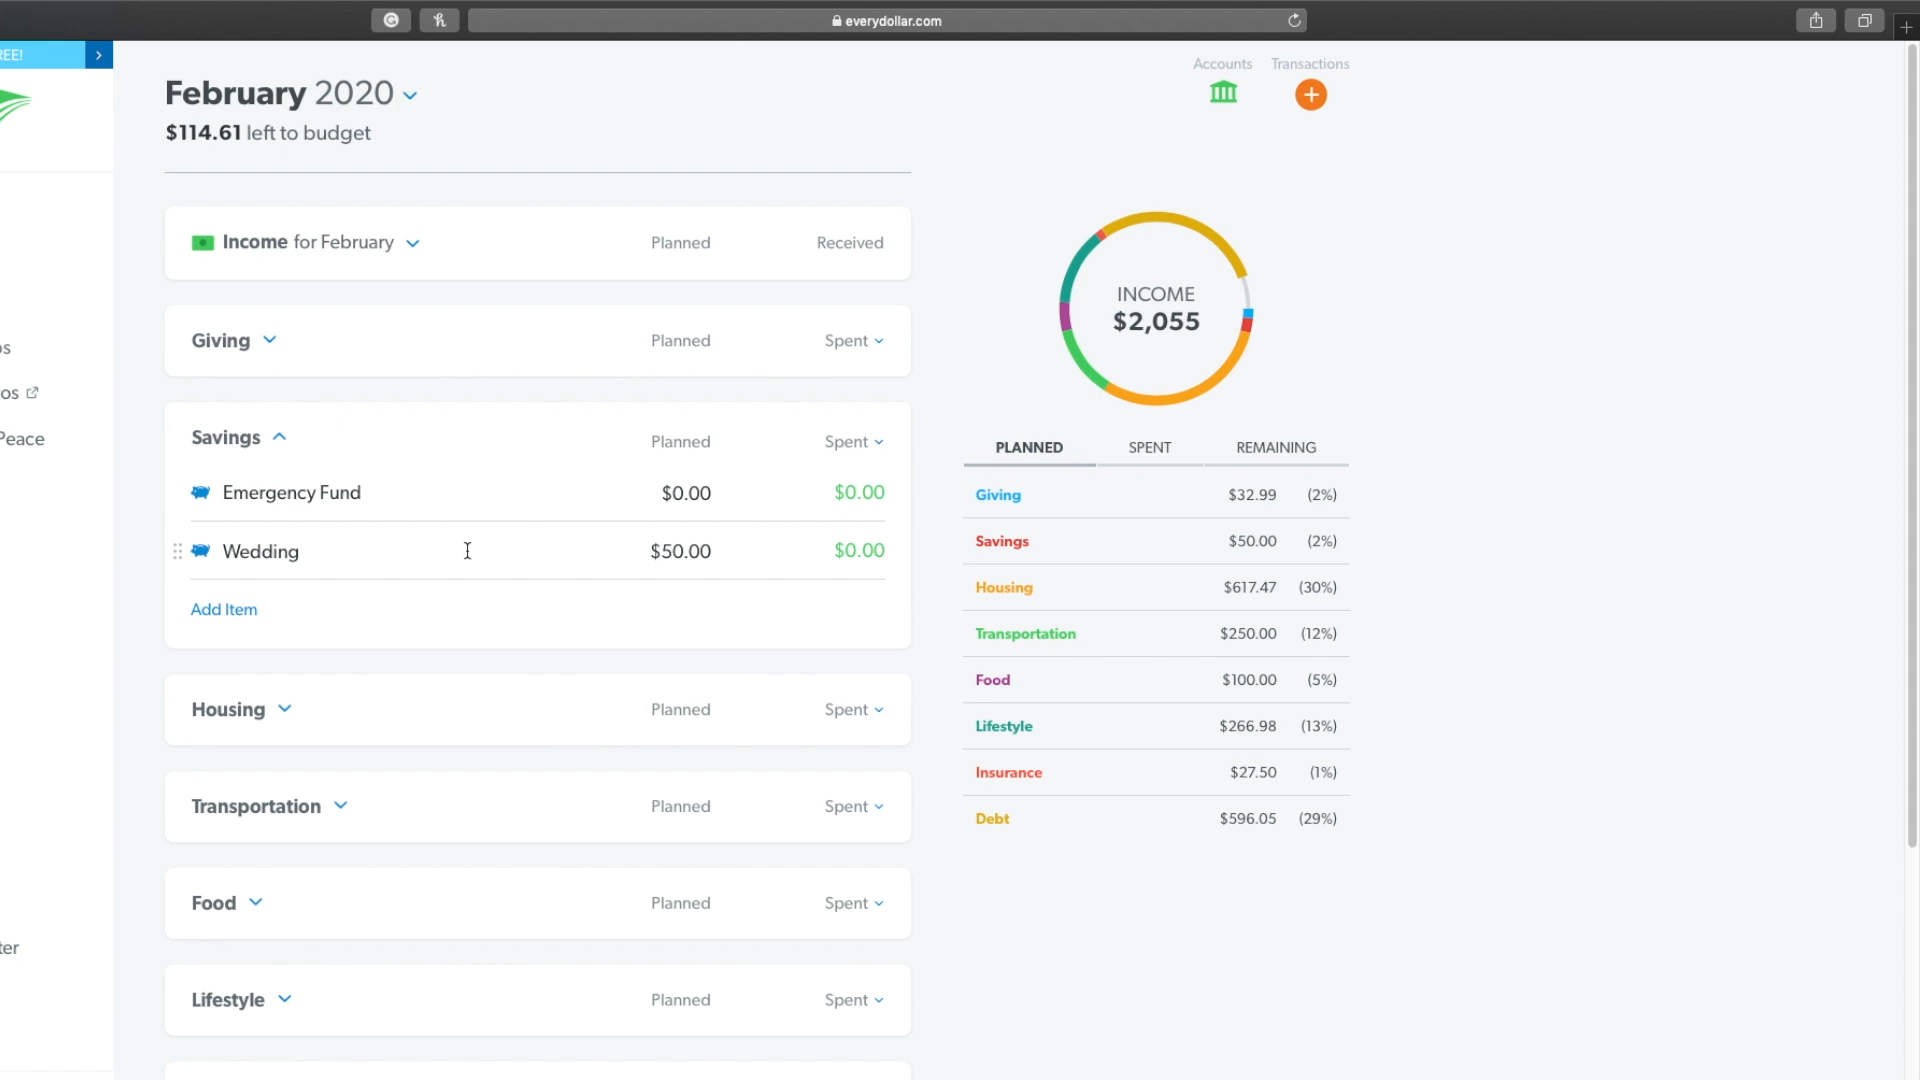 everydollar.com
REE!
Accounts Transactions
February 2020
$114.61 left to budget
Income for February Planned Received
Giving Planned Spent
Savings Planned Spent
Emergency Fund $0.00 $0.00
Wedding $50.00 $0.00
Add Item
Housing Planned Spent
Transportation Planned Spent
Food Planned Spent
Lifestyle Planned Spent
INCOME
$2,055
PLANNED SPENT REMAINING
Giving $32.99 (2%)
Savings $50.00 (2%)
Housing $617.47 (30%)
Transportation $250.00 (12%)
Food $100.00 (5%)
Lifestyle $266.98 (13%)
Insurance $27.50 (1%)
Debt $596.05 (29%)
os
os
Peace
ter